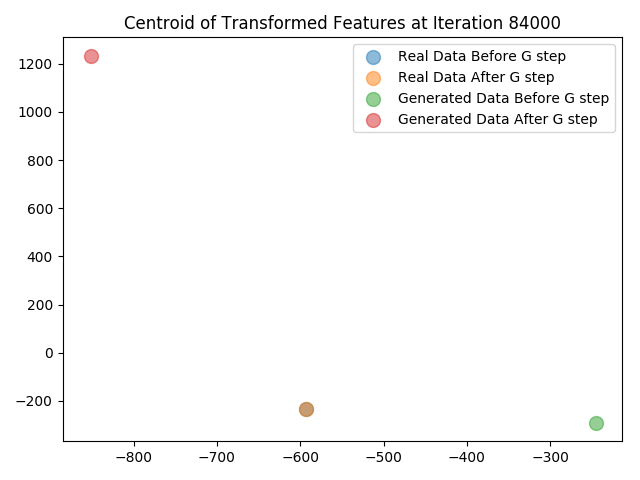 Centroid of Transformed Features at Iteration 84000
Real Data Before G step
Real Data After G step
Generated Data Before G step
Generated Data After G step
1200
1000
800
600
400
200
0
−200
−800
−700
−600
−500
−400
−300